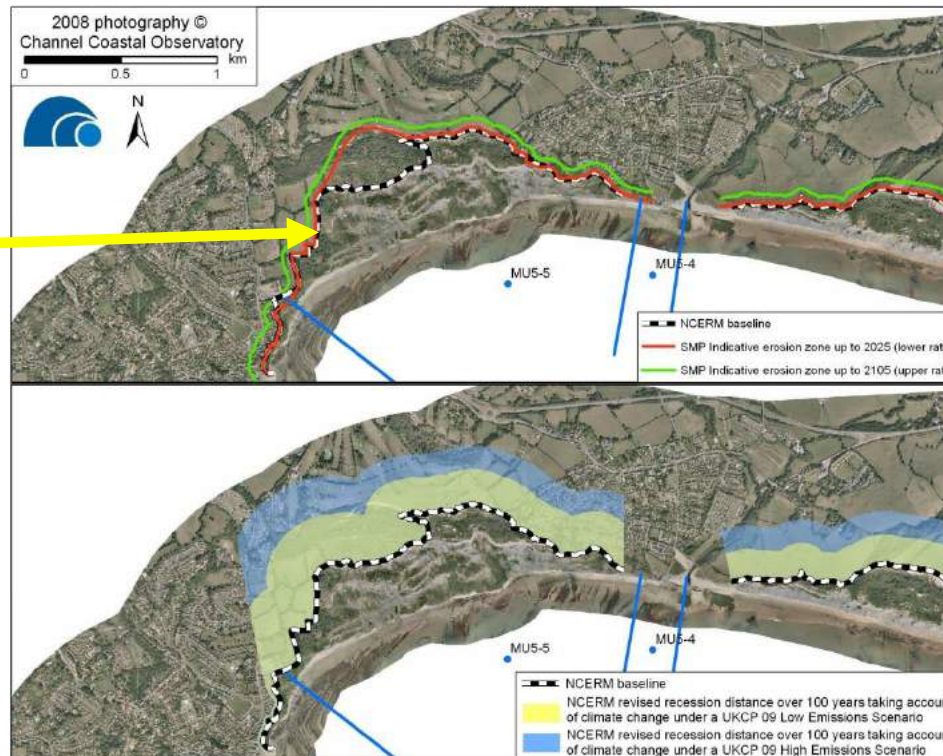 2008 photography ©
Channel Coastal Observatory
km
0 0.5 1
N
MU5-5
MU5-4
NCERM baseline
SMP Indicative erosion zone up to 2025 (lower rat
SMP Indicative erosion zone up to 2105 (upper rat
MU5-5
MU5-4
NCERM baseline
NCERM revised recession distance over 100 years taking accoun
of climate change under a UKCP 09 Low Emissions Scenario
NCERM revised recession distance over 100 years taking accoun
of climate change under a UKCP 09 High Emissions Scenario